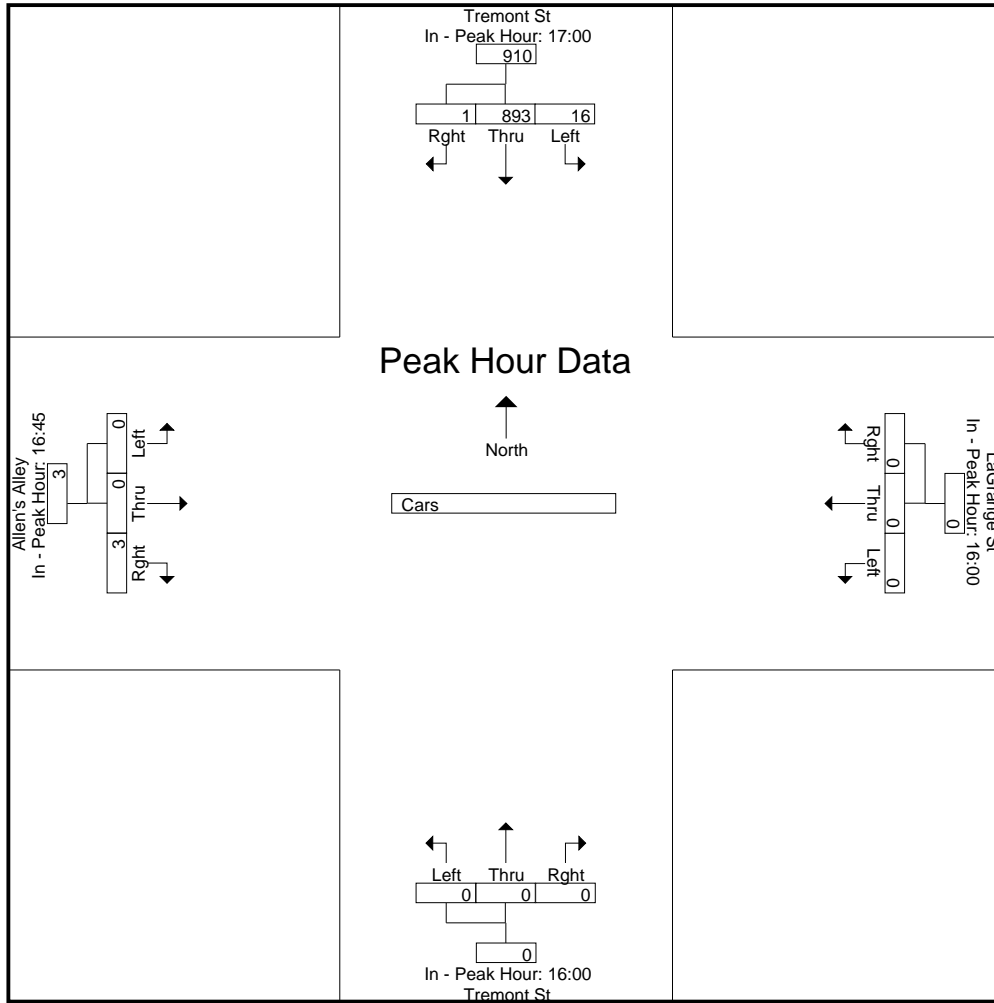 Tremont St
In - Peak Hour: 17:00
910
1 893 16
Rght Thru Left
Peak Hour Data
North
Cars
Allen's Alley
In - Peak Hour: 16:45
3
0 0 3
Left Thru Rght
LaGrange St
In - Peak Hour: 16:00
0
0 0 0
Rght Thru Left
Left Thru Rght
0 0 0
0
In - Peak Hour: 16:00
Tremont St